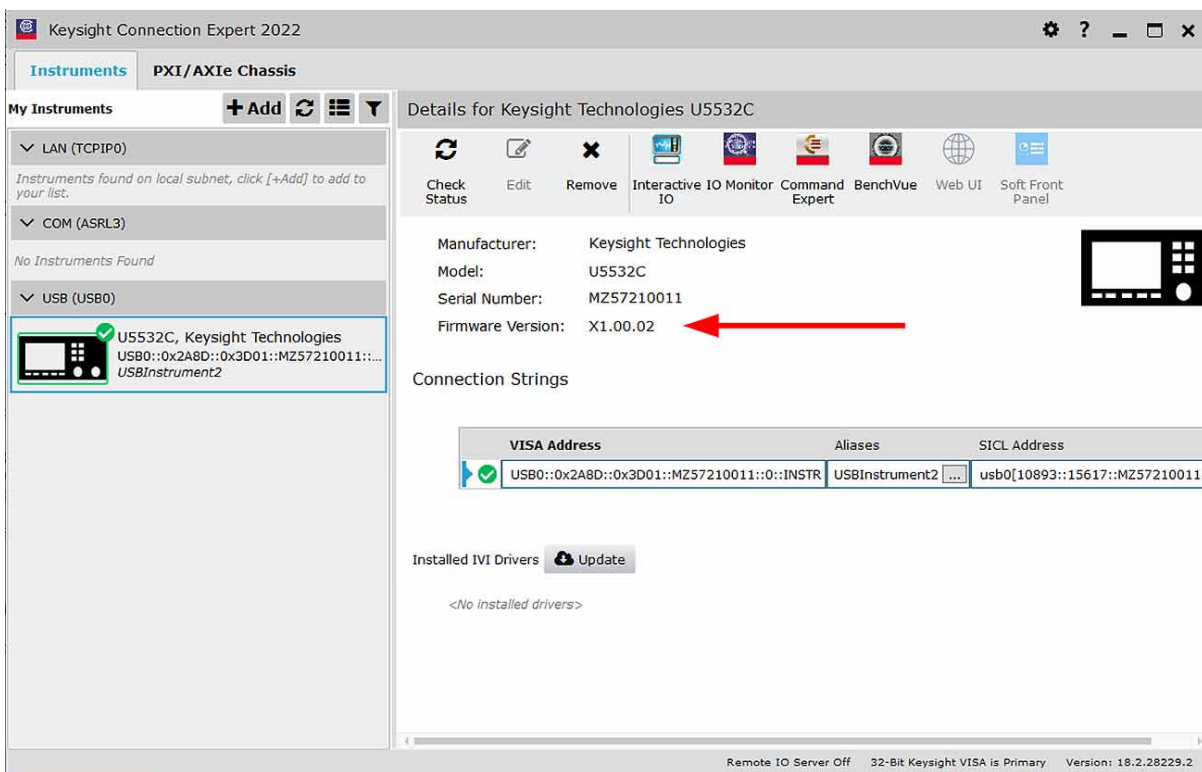 Keysight Connection Expert 2022
?
Instruments PXI/AXIe Chassis
My Instruments
+ Add
LAN (TCPIP0)
Instruments found on local subnet, click [+Add] to add to
your list.
COM (ASRL3)
No Instruments Found
USB (USB0)
U5532C, Keysight Technologies
USB0::0x2A8D::0x3D01::MZ57210011::...
USBInstrument2
Details for Keysight Technologies U5532C
Check
Status
Edit
Remove
Interactive
IO
IO Monitor
Command
Expert
BenchVue
Web UI
Soft Front
Panel
Manufacturer: Keysight Technologies
Model: U5532C
Serial Number: MZ57210011
Firmware Version: X1.00.02
Connection Strings
VISA Address Aliases SICL Address
USB0::0x2A8D::0x3D01::MZ57210011::0::INSTR USBInstrument2 ... usb0[10893::15617::MZ57210011
Installed IVI Drivers Update
<No installed drivers>
Remote IO Server Off 32-Bit Keysight VISA is Primary Version: 18.2.28229.2